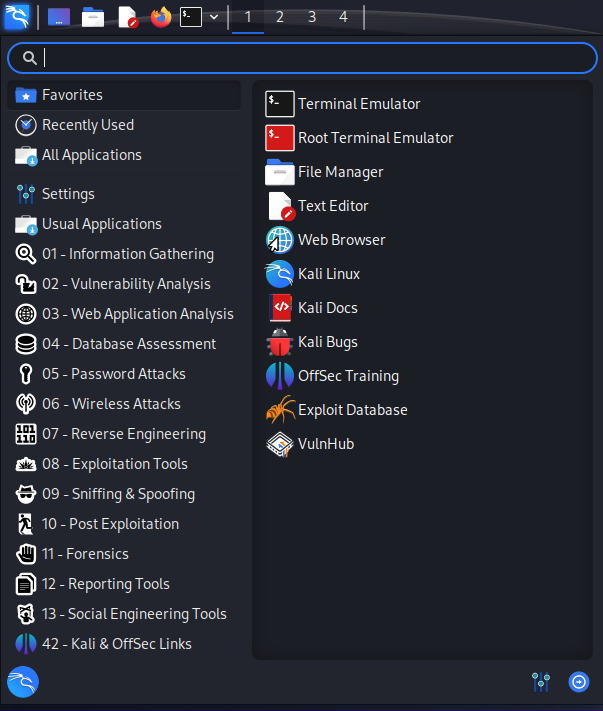 1 2 3 4
Favorites
Recently Used
All Applications
Settings
Usual Applications
01 - Information Gathering
02 - Vulnerability Analysis
03 - Web Application Analysis
04 - Database Assessment
05 - Password Attacks
06 - Wireless Attacks
07 - Reverse Engineering
08 - Exploitation Tools
09 - Sniffing & Spoofing
10 - Post Exploitation
11 - Forensics
12 - Reporting Tools
13 - Social Engineering Tools
42 - Kali & OffSec Links
Terminal Emulator
Root Terminal Emulator
File Manager
Text Editor
Web Browser
Kali Linux
Kali Docs
Kali Bugs
OffSec Training
Exploit Database
VulnHub